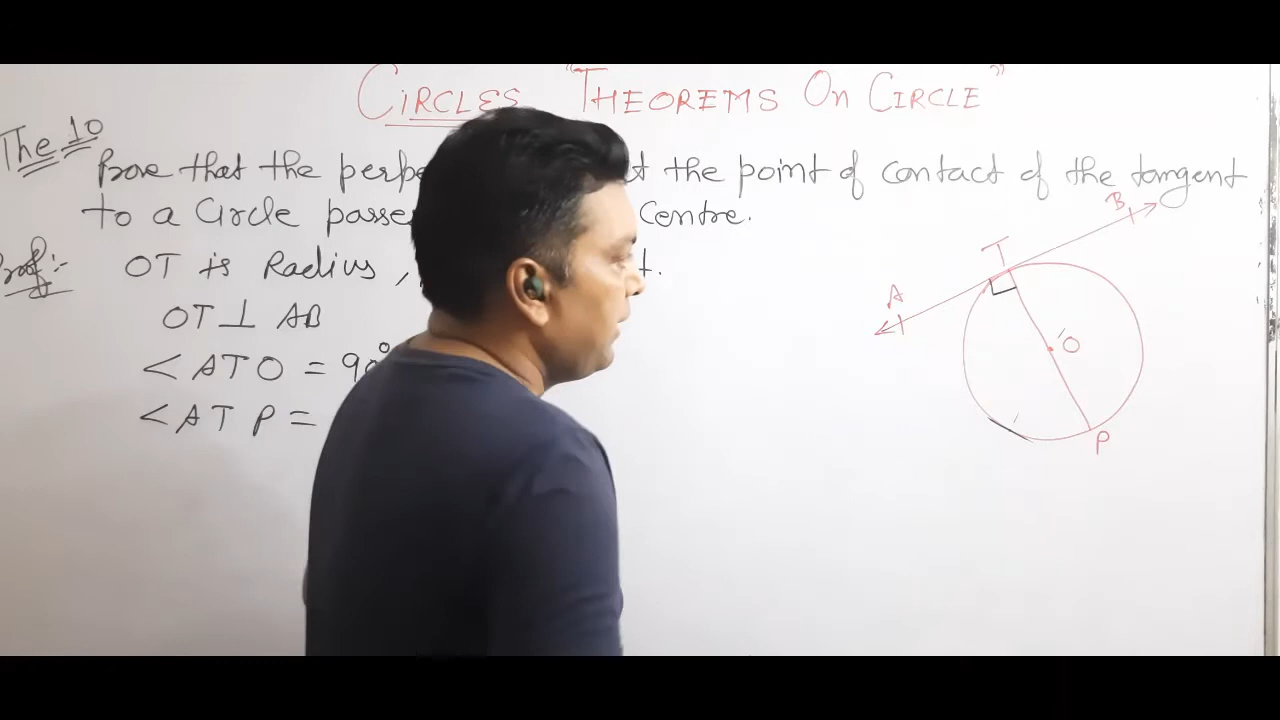 CIRCLES "THEOREMS On CIRCLE"
The 10
Prove that the perpe t the point of contact of the tangent
to a Circle passe Centre.
Proof:- OT is Radius, t.
OT ⊥ AB
<ATO = 90°
<ATP =
B
T
A
O
P